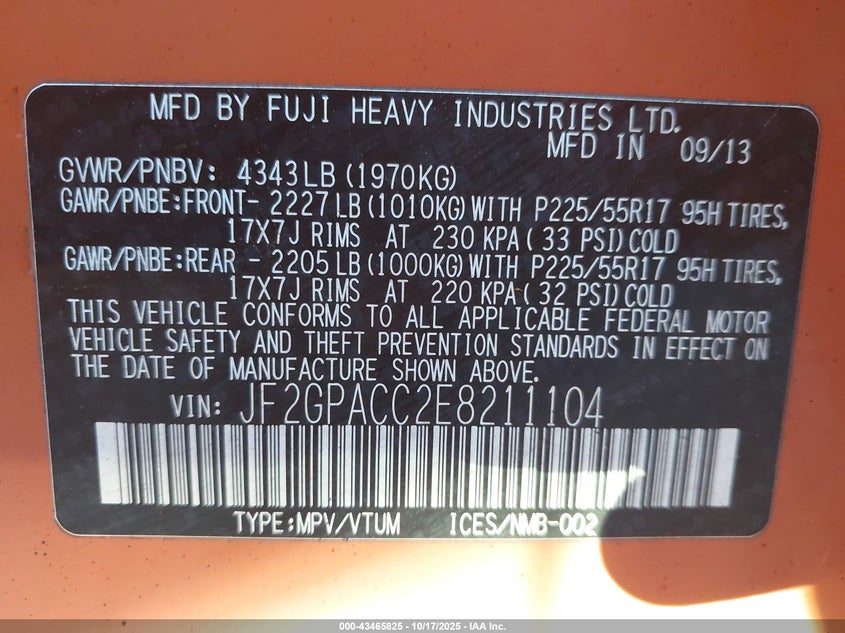 MFD BY FUJI HEAVY INDUSTRIES LTD.
MFD IN 09/13
GVWR/PNBV: 4343LB (1970KG)
GAWR/PNBE:FRONT- 2227LB (1010KG) WITH P225/55R17 95H TIRES,
17X7J RIMS AT 230 KPA ( 33 PSI) COLD
GAWR/PNBE:REAR - 2205LB (1000KG) WITH P225/55R17 95H TIRES,
17X7J RIMS AT 220 KPA ( 32 PSI) COLD
THIS VEHICLE CONFORMS TO ALL APPLICABLE FEDERAL MOTOR
VEHICLE SAFETY AND THEFT PREVENTION STANDARDS IN EFFECT ON
THE DATE OF MANUFACTURE SHOWN ABOVE.
VIN: JF2GPACC2E8211104
TYPE:MPV/VTUM ICES/NMB-002
000-43465825 - 10/17/2025 - IAA Inc.